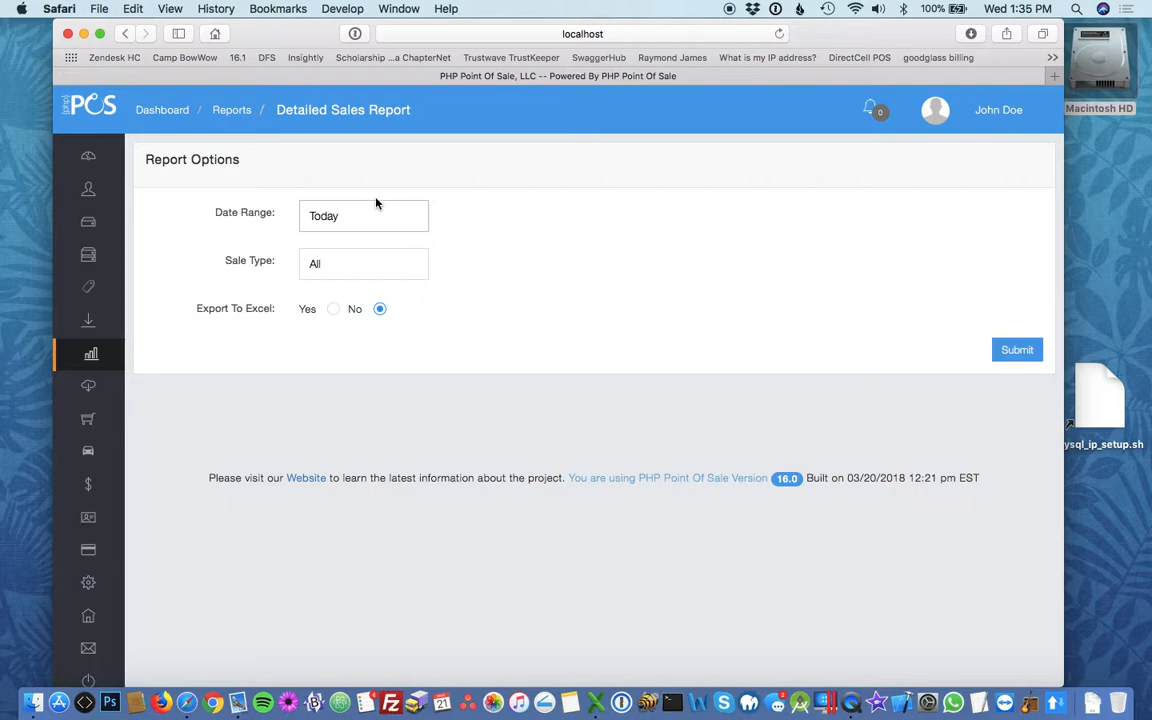 Safari File Edit View History Bookmarks Develop Window Help 100% Wed 1:35 PM
localhost
Zendesk HC Camp BowWow 16.1 DFS Insightly Scholarship ...a ChapterNet Trustwave TrustKeeper SwaggerHub Raymond James What is my IP address? DirectCell POS goodglass billing
PHP Point Of Sale, LLC -- Powered By PHP Point Of Sale
Macintosh HD
php POS Dashboard / Reports / Detailed Sales Report 0 John Doe
Report Options
Date Range: Today
Sale Type: All
Export To Excel: Yes No
Submit
ysql_ip_setup.sh
Please visit our Website to learn the latest information about the project. You are using PHP Point Of Sale Version 16.0 Built on 03/20/2018 12:21 pm EST